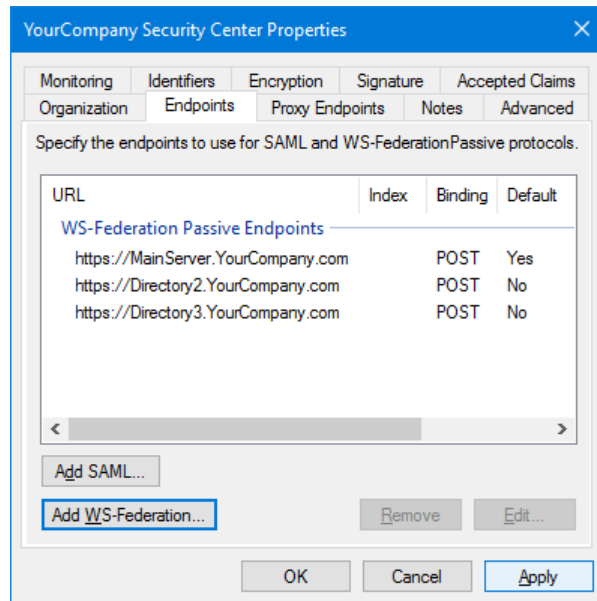 YourCompany Security Center Properties
Monitoring Identifiers Encryption Signature Accepted Claims
Organization Endpoints Proxy Endpoints Notes Advanced
Specify the endpoints to use for SAML and WS-FederationPassive protocols.
URL Index Binding Default
WS-Federation Passive Endpoints
https://MainServer.YourCompany.com POST Yes
https://Directory2.YourCompany.com POST No
https://Directory3.YourCompany.com POST No
Add SAML...
Add WS-Federation... Remove Edit...
OK Cancel Apply